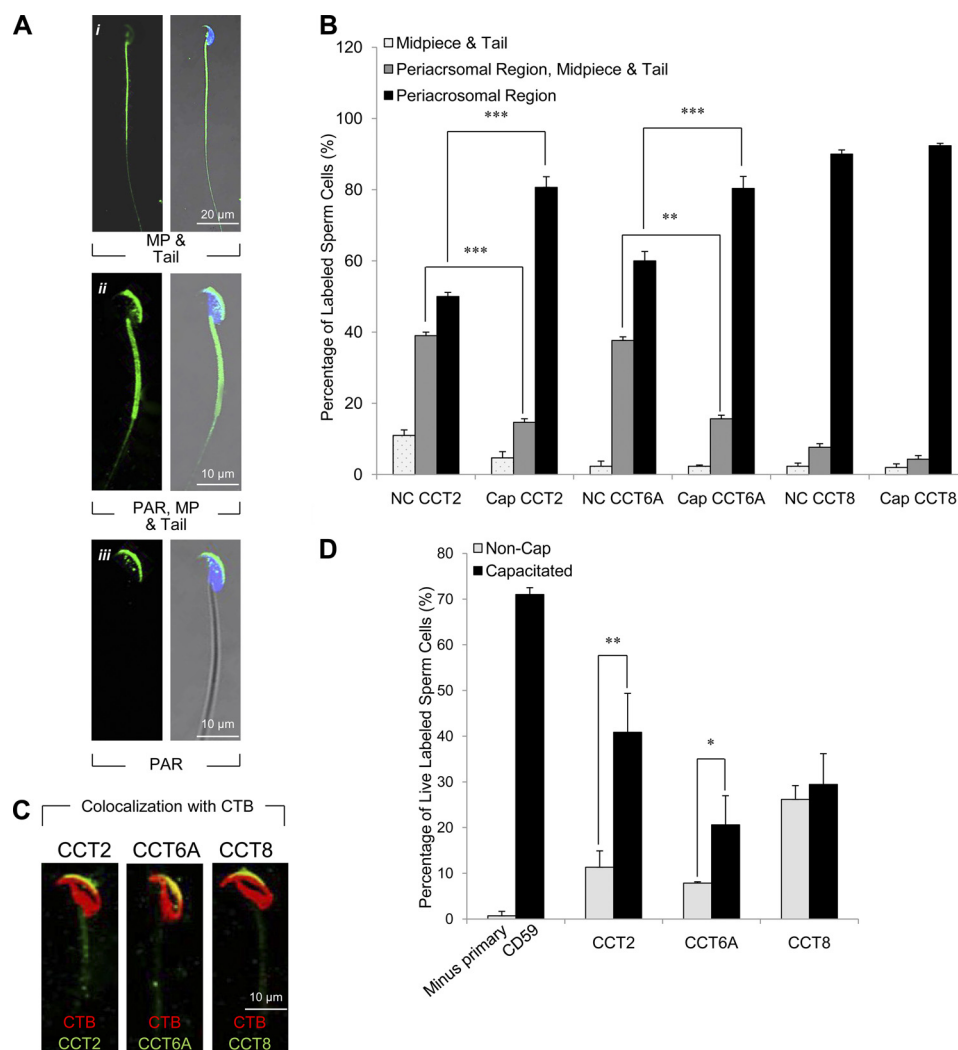 A
i
20 µm
MP &
Tail
ii
10 µm
PAR, MP
& Tail
iii
10 µm
PAR
B
Percentage of Labeled Sperm Cells (%)
120
100
80
60
40
20
0
Midpiece & Tail
Periacrsomal Region, Midpiece & Tail
Periacrosomal Region
***
***
***
**
NC CCT2
Cap CCT2
NC CCT6A
Cap CCT6A
NC CCT8
Cap CCT8
C
Colocalization with CTB
CCT2 CCT6A CCT8
10 µm
CTB CTB CTB
CCT2 CCT6A CCT8
D
Percentage of Live Labeled Sperm Cells (%)
80
70
60
50
40
30
20
10
0
Non-Cap
Capacitated
**
*
Minus primary
CD59
CCT2
CCT6A
CCT8